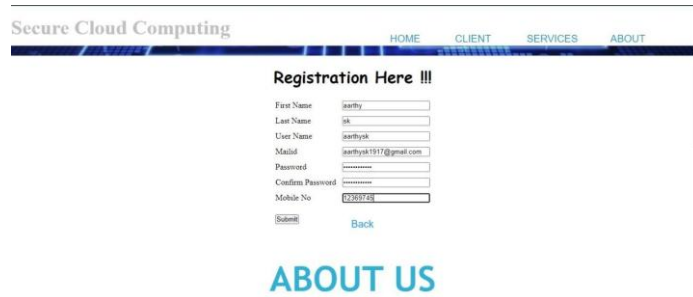 Secure Cloud Computing
HOME CLIENT SERVICES ABOUT
Registration Here !!!
First Name aarthy
Last Name sk
User Name aarthysk
Mailid aarthysk1917@gmail.com
Password ············
Confirm Password ············
Mobile No 12369745
Submit Back
ABOUT US